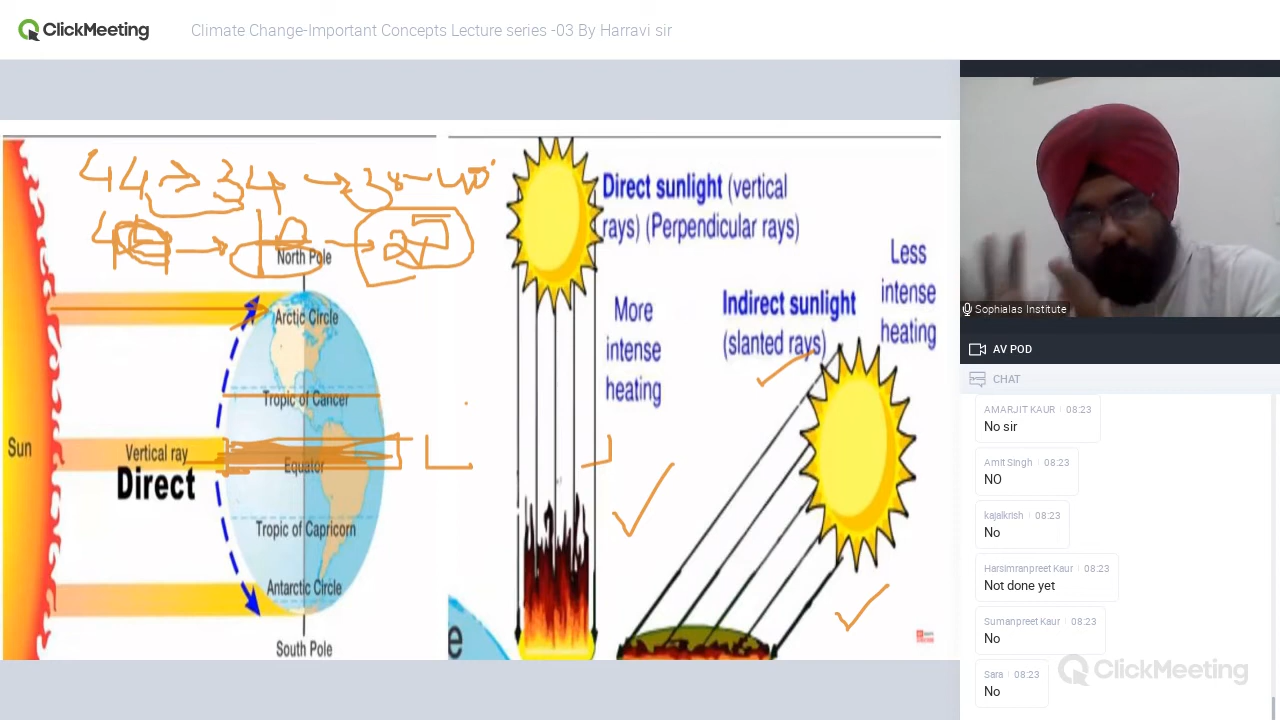 ClickMeeting
Climate Change-Important Concepts Lecture series -03 By Harravi sir
44 → 34 → 38-40°
North Pole
Arctic Circle
Tropic of Cancer
Sun
Vertical ray
Direct
Equator
Tropic of Capricorn
Antarctic Circle
South Pole
Direct sunlight (vertical
rays) (Perpendicular rays)
More
intense
heating
Indirect sunlight
(slanted rays)
Less
intense
heating
e
Sophialas Institute
AV POD
CHAT
AMARJIT KAUR 08:23
No sir
Amit Singh 08:23
NO
kajalkrish 08:23
No
Harsimranpreet Kaur 08:23
Not done yet
Sumanpreet Kaur 08:23
No
Sara 08:23
No
ClickMeeting